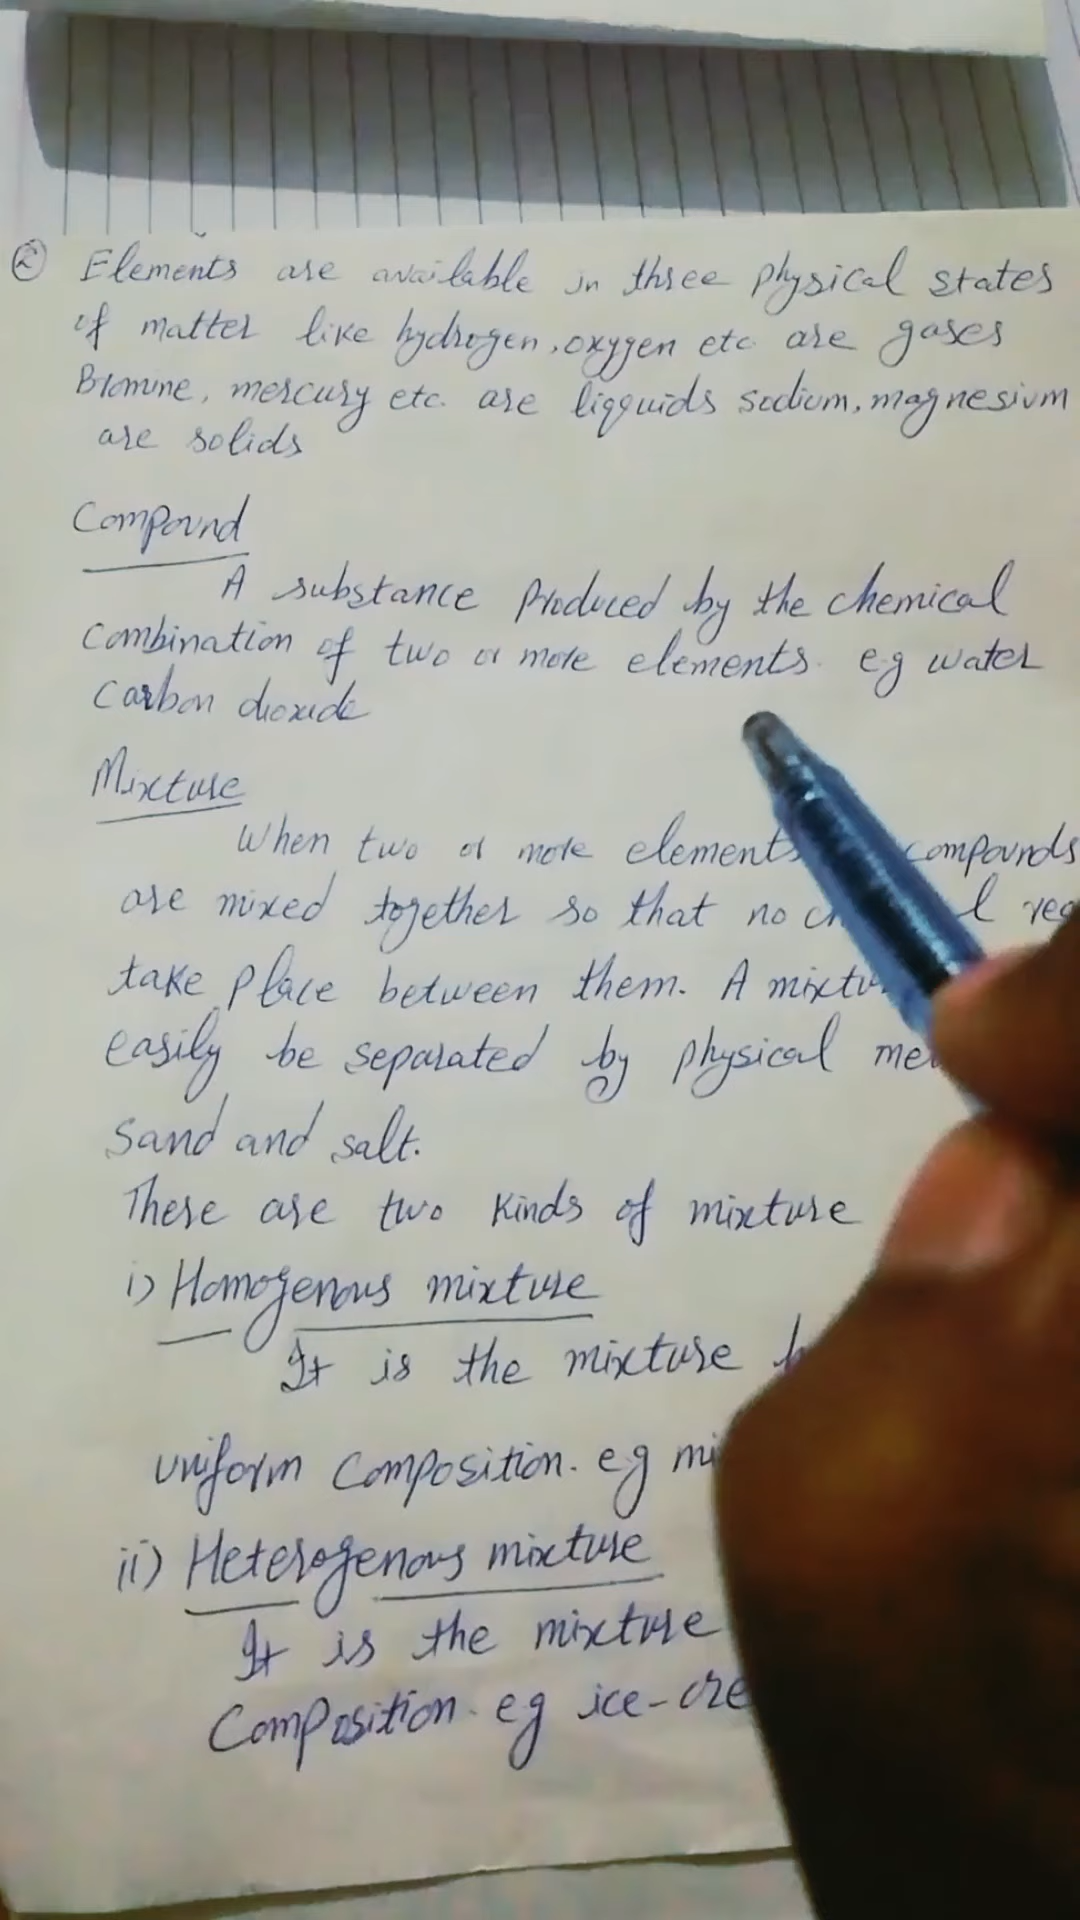 ② Elements are available in three physical states
of matter like hydrogen, oxygen etc are gases
Bromine, mercury etc. are liqquids sodium, magnesium
are solids
Compound
A substance produced by the chemical
combination of two or more elements. eg water
carbon dioxide
Mixture
When two or more element compounds
are mixed together so that no
take place between them. A
easily be separated by physical
sand and salt.
There are two kinds of mixture
i) Homogenous mixture
It is the mixture
uniform composition. eg
ii) Heterogenous mixture
It is the mixture
composition. eg ice-cre